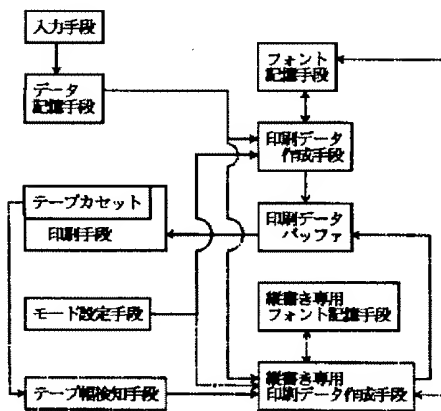 入力手段
データ
記憶手段
フォント
記憶手段
印刷データ
作成手段
テープカセット
印刷手段
印刷データ
バッファ
モード設定手段
縦書き専用
フォント記憶手段
テープ幅検知手段
縦書き専用
印刷データ作成手段